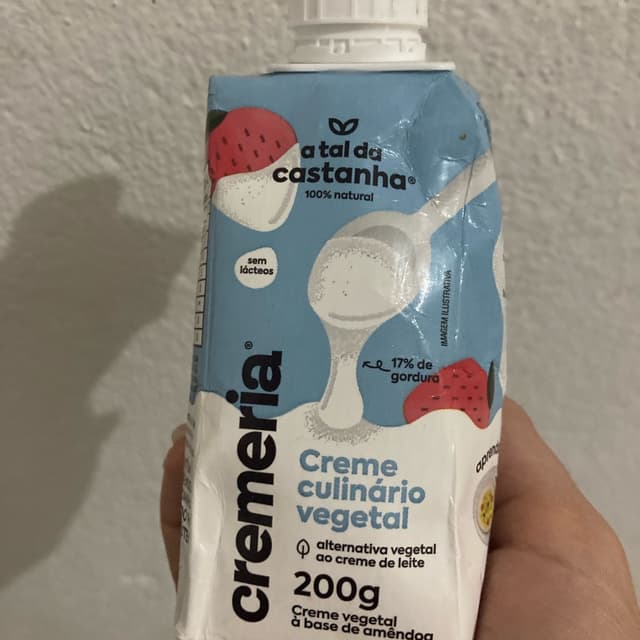 a tal da
castanha®
100% natural
sem
lácteos
IMAGEM ILUSTRATIVA
17% de
gordura
cremeria®
Creme
culinário
vegetal
alternativa vegetal
ao creme de leite
200g
Creme vegetal
à base de amêndoa